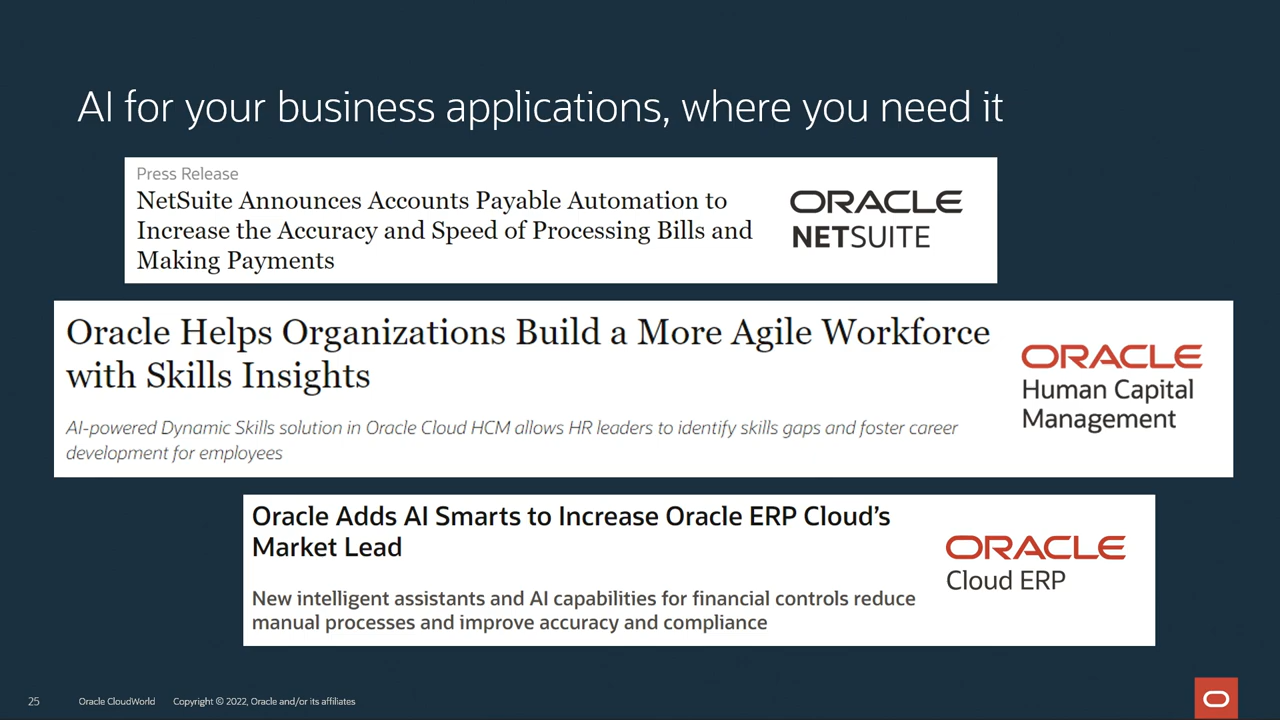 AI for your business applications, where you need it
Press Release
NetSuite Announces Accounts Payable Automation to
Increase the Accuracy and Speed of Processing Bills and
Making Payments
ORACLE
NETSUITE
Oracle Helps Organizations Build a More Agile Workforce
with Skills Insights
AI-powered Dynamic Skills solution in Oracle Cloud HCM allows HR leaders to identify skills gaps and foster career
development for employees
ORACLE
Human Capital
Management
Oracle Adds AI Smarts to Increase Oracle ERP Cloud’s
Market Lead
New intelligent assistants and AI capabilities for financial controls reduce
manual processes and improve accuracy and compliance
ORACLE
Cloud ERP
25 Oracle CloudWorld Copyright © 2022, Oracle and/or its affiliates